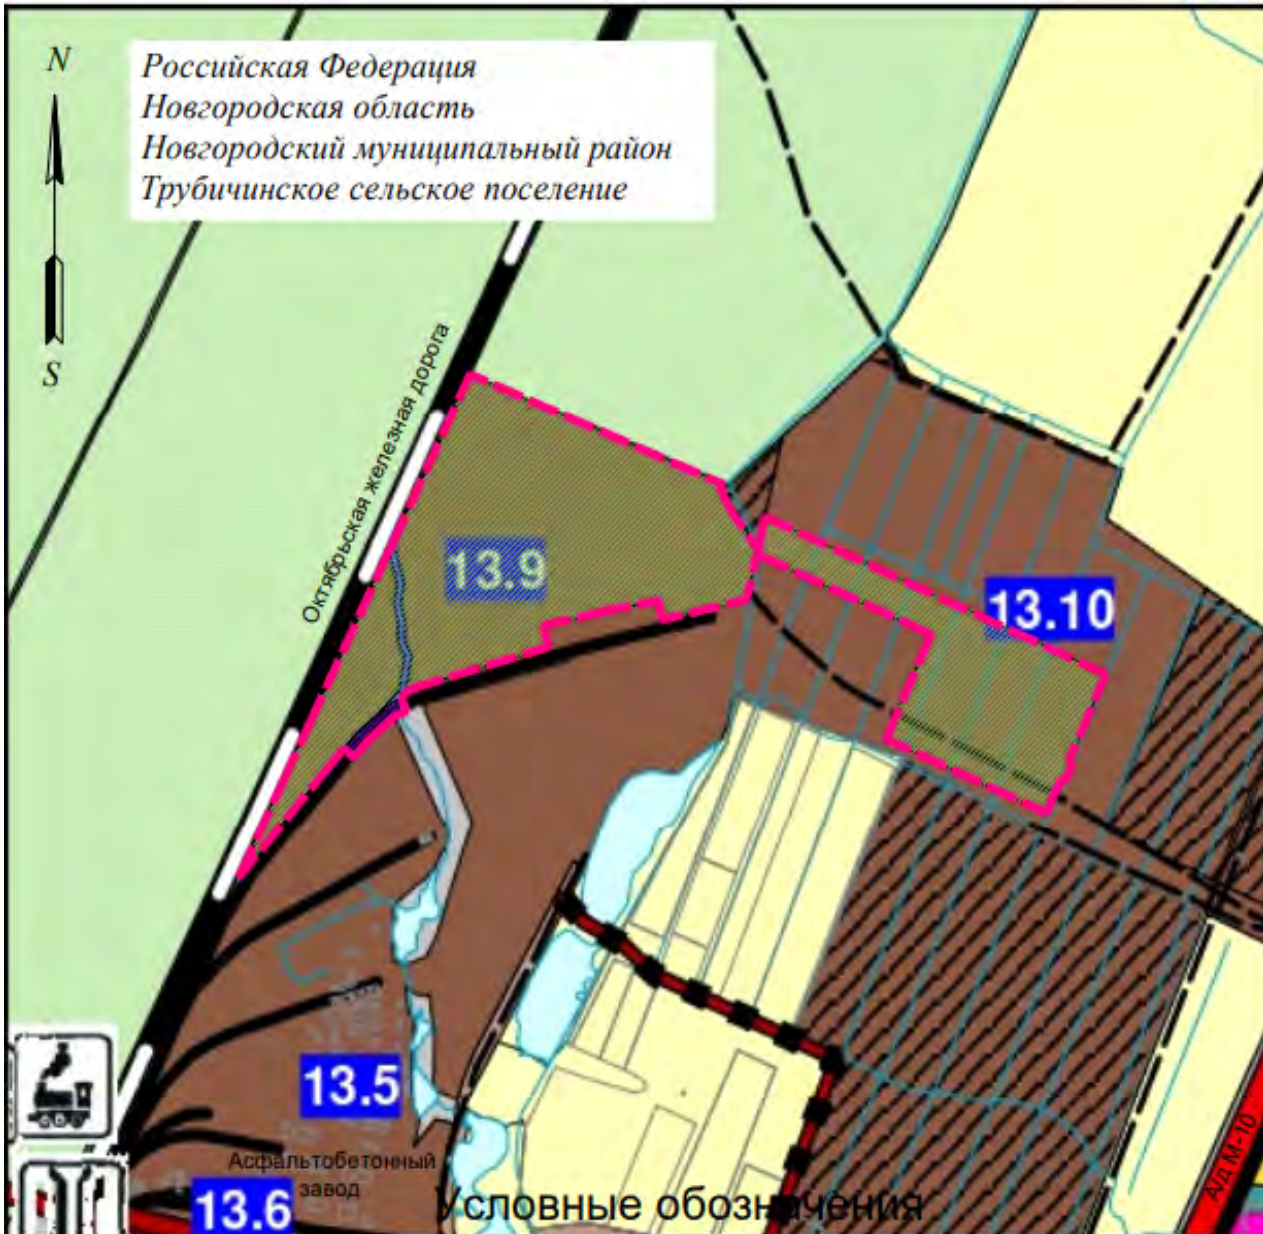 N
Российская Федерация
Новгородская область
Новгородский муниципальный район
Трубичинское сельское поселение
S
Октябрьская железная дорога
13.9
13.10
13.5
Асфальтобетонный
завод
13.6
Условные обозначения
А/д М-10